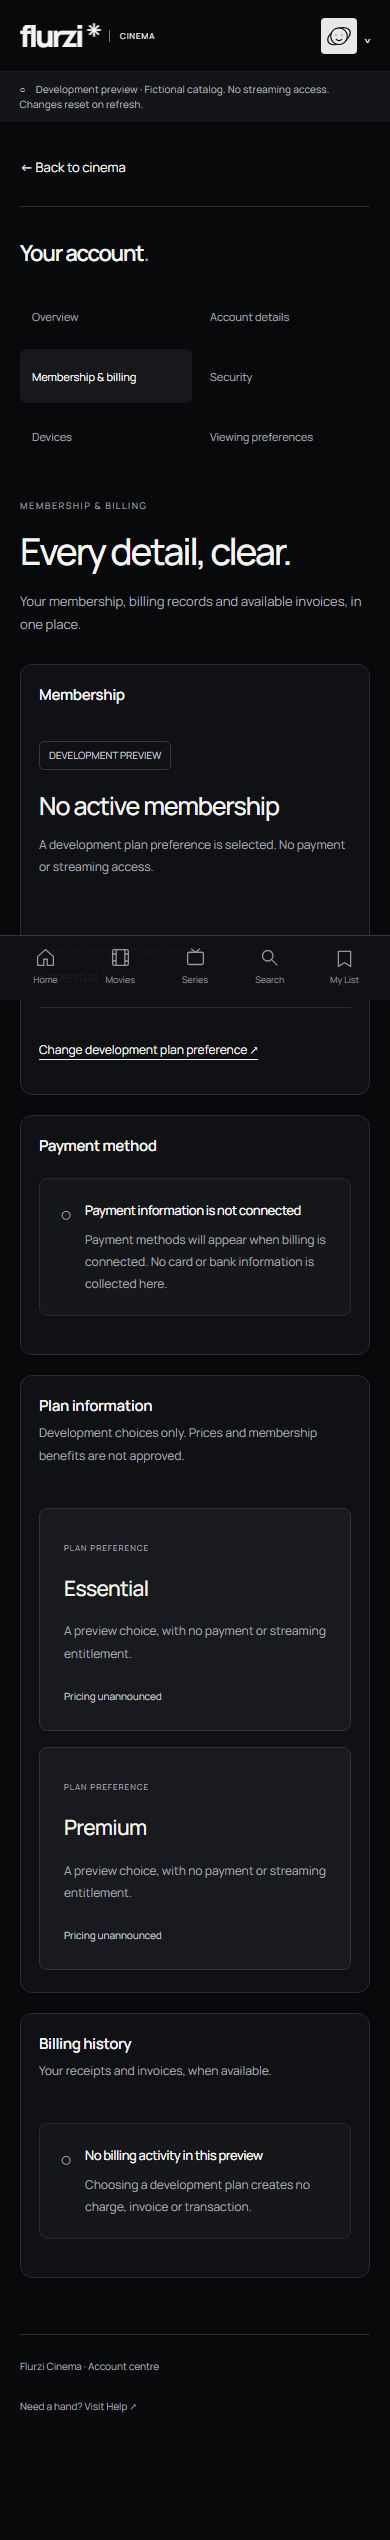 flurzi* | CINEMA
Development preview · Fictional catalog. No streaming access.
Changes reset on refresh.
← Back to cinema
Your account.
Overview
Account details
Membership & billing
Security
Devices
Viewing preferences
MEMBERSHIP & BILLING
Every detail, clear.
Your membership, billing records and available invoices, in
one place.
Membership
DEVELOPMENT PREVIEW
No active membership
A development plan preference is selected. No payment
or streaming access.
Essential
Home
Movies
Series
Search
My List
Change development plan preference ↗
Payment method
Payment information is not connected
Payment methods will appear when billing is
connected. No card or bank information is
collected here.
Plan information
Development choices only. Prices and membership
benefits are not approved.
PLAN PREFERENCE
Essential
A preview choice, with no payment or streaming
entitlement.
Pricing unannounced
PLAN PREFERENCE
Premium
A preview choice, with no payment or streaming
entitlement.
Pricing unannounced
Billing history
Your receipts and invoices, when available.
No billing activity in this preview
Choosing a development plan creates no
charge, invoice or transaction.
Flurzi Cinema · Account centre
Need a hand? Visit Help ↗